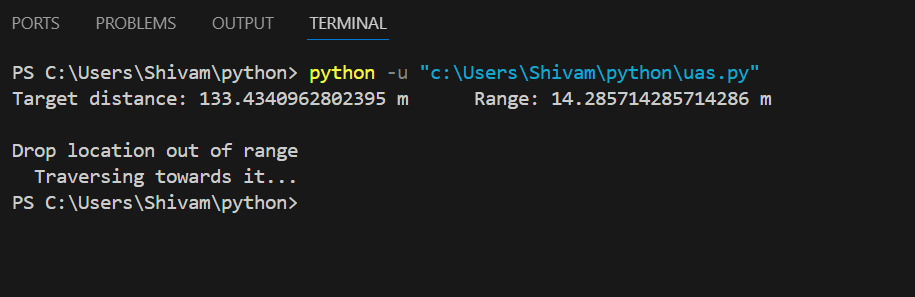 PORTS PROBLEMS OUTPUT TERMINAL
PS C:\Users\Shivam\python> python -u "c:\Users\Shivam\python\uas.py"
Target distance: 133.4340962802395 m Range: 14.285714285714286 m
Drop location out of range
Traversing towards it...
PS C:\Users\Shivam\python>